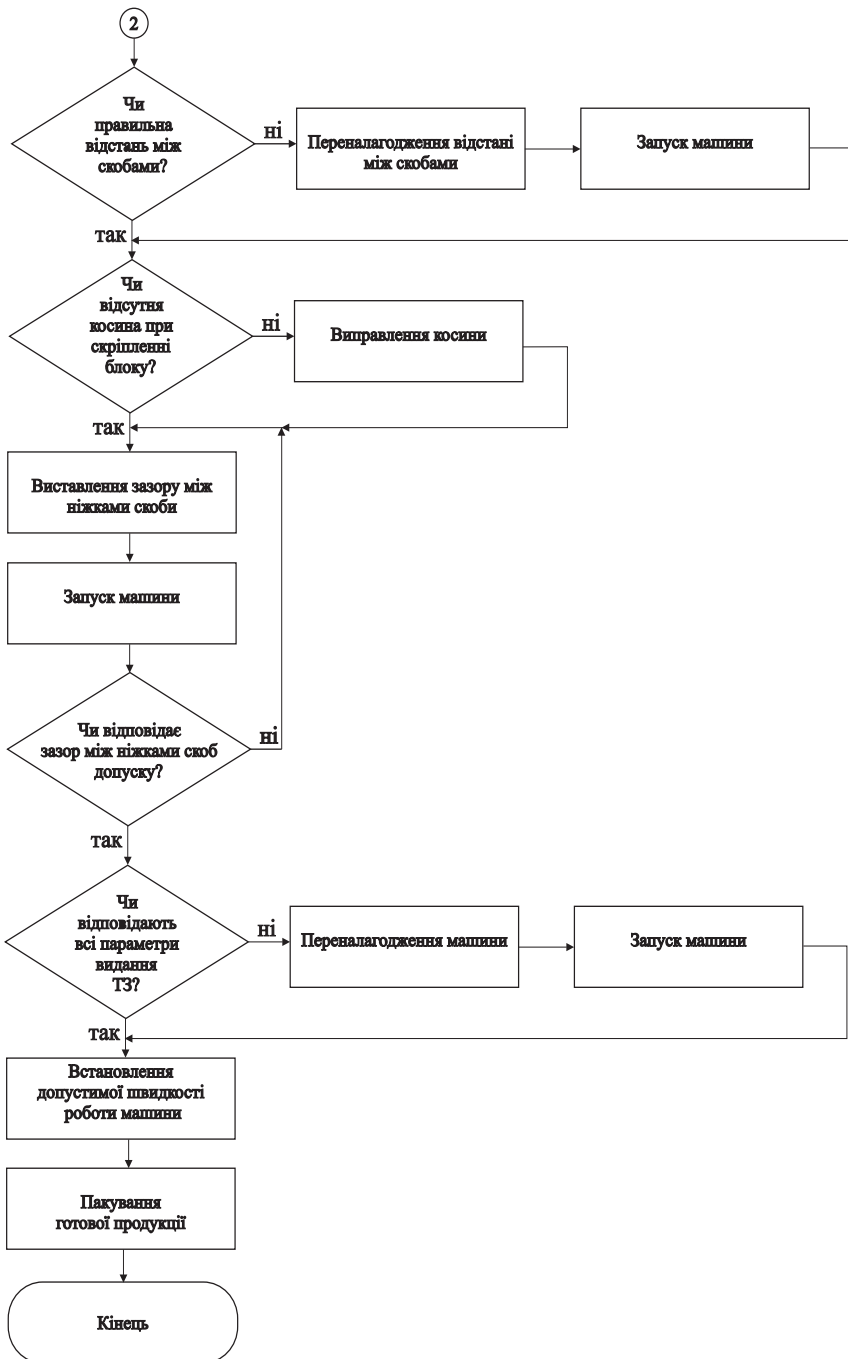 2
Чи
правильна
відстань між
скобами?
ні
Переналагодження відстані
між скобами
Запуск машини
так
Чи
відсутня
косина при
скріпленні
блоку?
ні
Виправлення косини
так
Виставлення зазору між
ніжками скоби
Запуск машини
Чи відповідає
зазор між ніжками скоб
допуску?
ні
так
Чи
відповідають
всі параметри
видання
ТЗ?
ні
Переналагодження машини
Запуск машини
так
Встановлення
допустимої швидкості
роботи машини
Пакування
готової продукції
Кінець